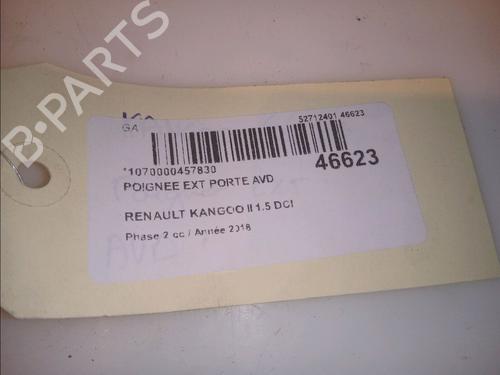 B-PARTS
GA
52712401 46623
*1070000457830
46623
POIGNEE EXT PORTE AVD
RENAULT KANGOO II 1.5 DCI
Phase 2 cc / Année 2018